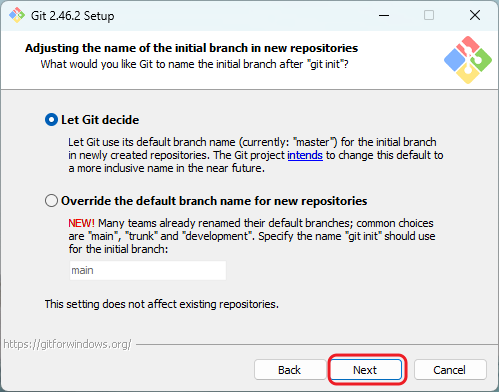 Git 2.46.2 Setup
Adjusting the name of the initial branch in new repositories
What would you like Git to name the initial branch after "git init"?
Let Git decide
Let Git use its default branch name (currently: "master") for the initial branch
in newly created repositories. The Git project intends to change this default to
a more inclusive name in the near future.
Override the default branch name for new repositories
NEW! Many teams already renamed their default branches; common choices
are "main", "trunk" and "development". Specify the name "git init" should use
for the initial branch:
main
This setting does not affect existing repositories.
https://gitforwindows.org/
Back
Next
Cancel